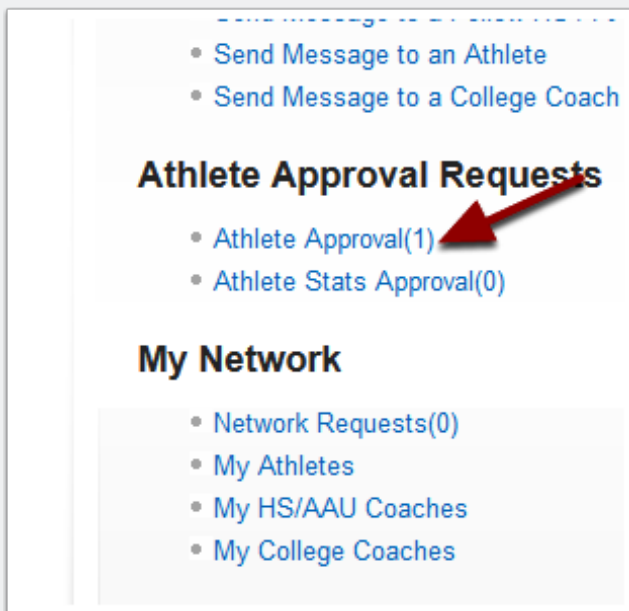 Send Message to an Athlete
Send Message to a College Coach
Athlete Approval Requests
Athlete Approval(1)
Athlete Stats Approval(0)
My Network
Network Requests(0)
My Athletes
My HS/AAU Coaches
My College Coaches